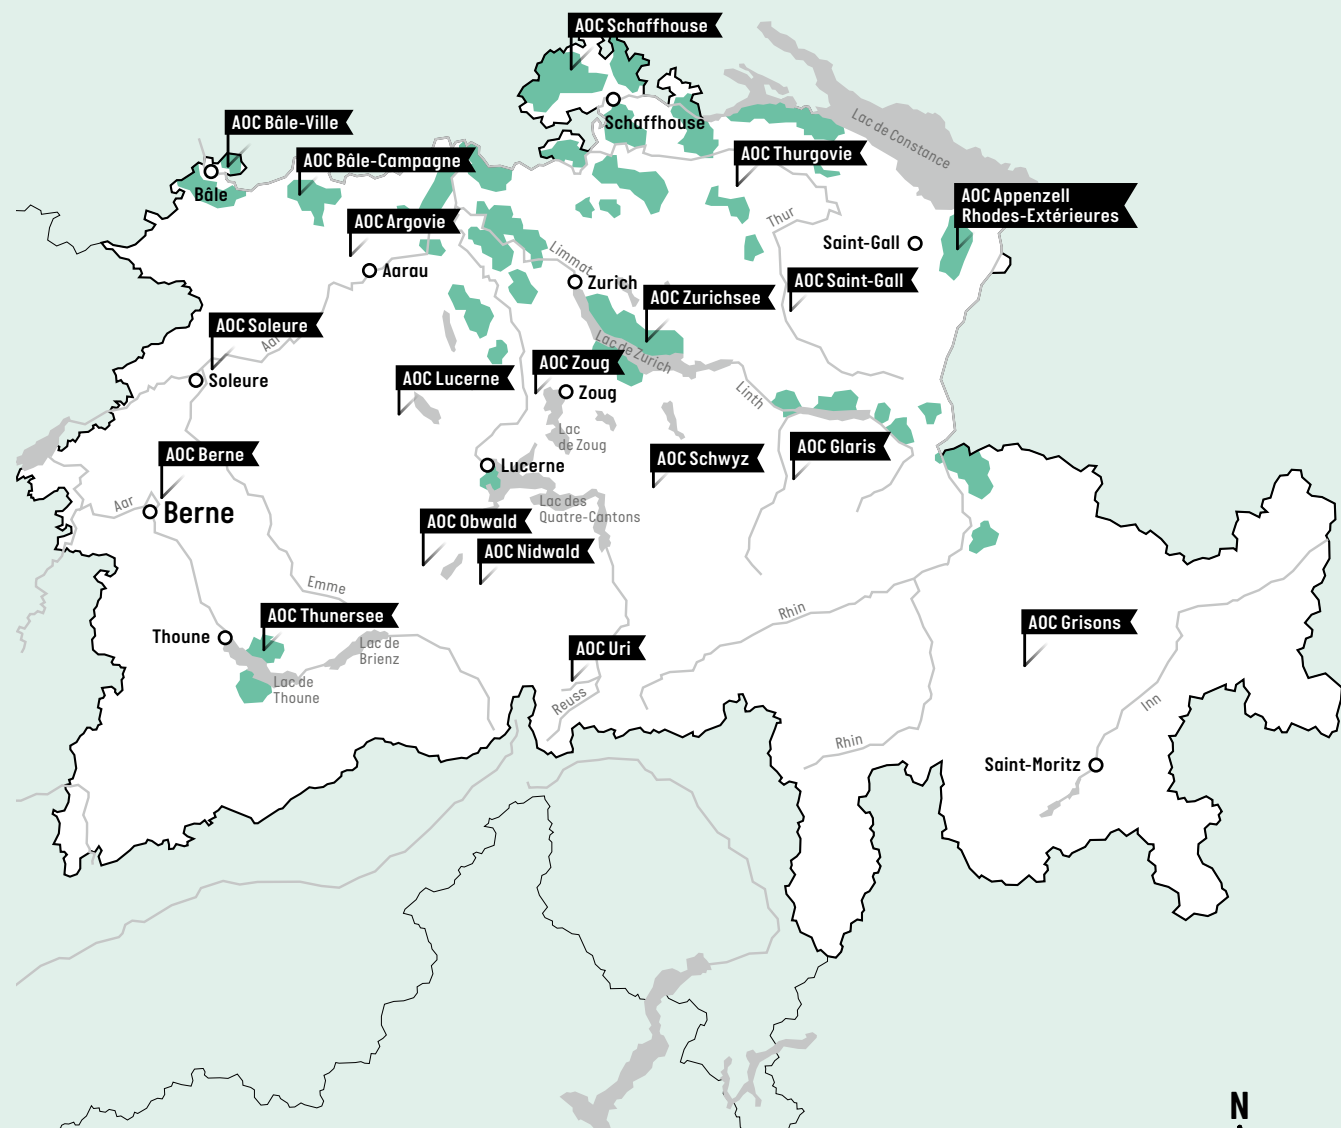 AOC Schaffhouse
AOC Bâle-Ville
Schaffhouse
Lac de Constance
AOC Bâle-Campagne
AOC Thurgovie
Bâle
AOC Appenzell
Rhodes-Extérieures
AOC Argovie
Thur
Saint-Gall
Limmat
Aarau
Zurich
AOC Saint-Gall
AOC Zurichsee
AOC Soleure
Aar
Lac de Zurich
AOC Zoug
Soleure
AOC Lucerne
Zoug
Linth
Lac
de Zoug
AOC Berne
AOC Schwyz
AOC Glaris
Lucerne
Aar
Berne
Lac des
Quatre-Cantons
AOC Obwald
AOC Nidwald
Emme
AOC Thunersee
Rhin
AOC Grisons
Thoune
Lac de
Brienz
AOC Uri
Lac de
Thoune
Reuss
Inn
Rhin
Saint-Moritz
N